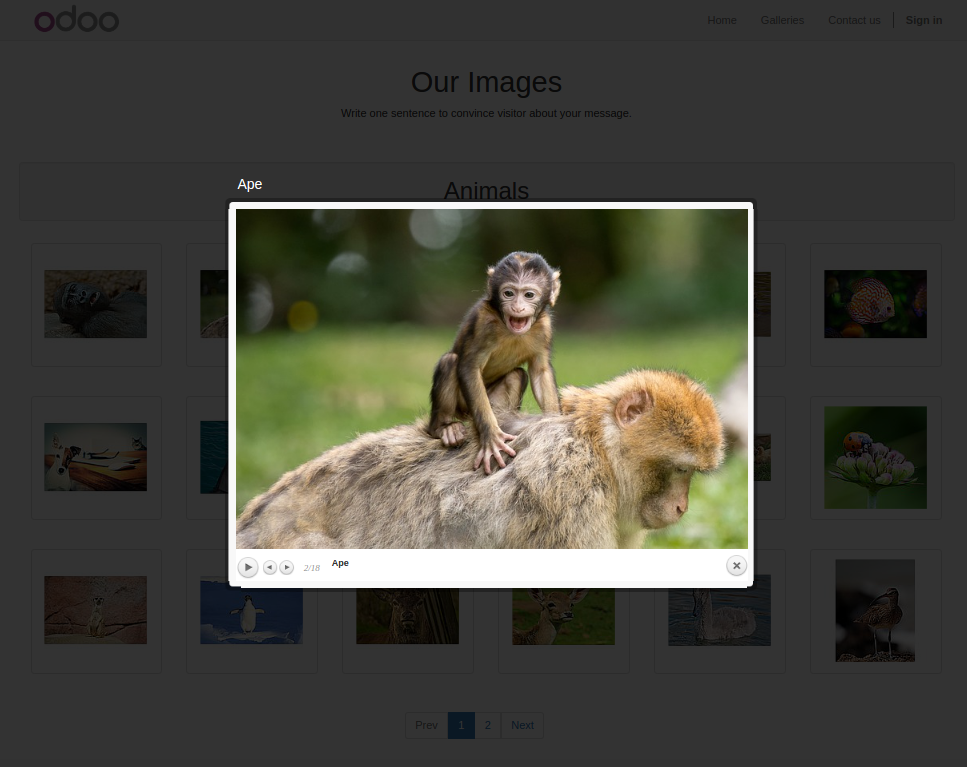 odoo
Home Galleries Contact us Sign in
Our Images
Write one sentence to convince visitor about your message.
Ape
Animals
2/18 Ape
Prev 1 2 Next